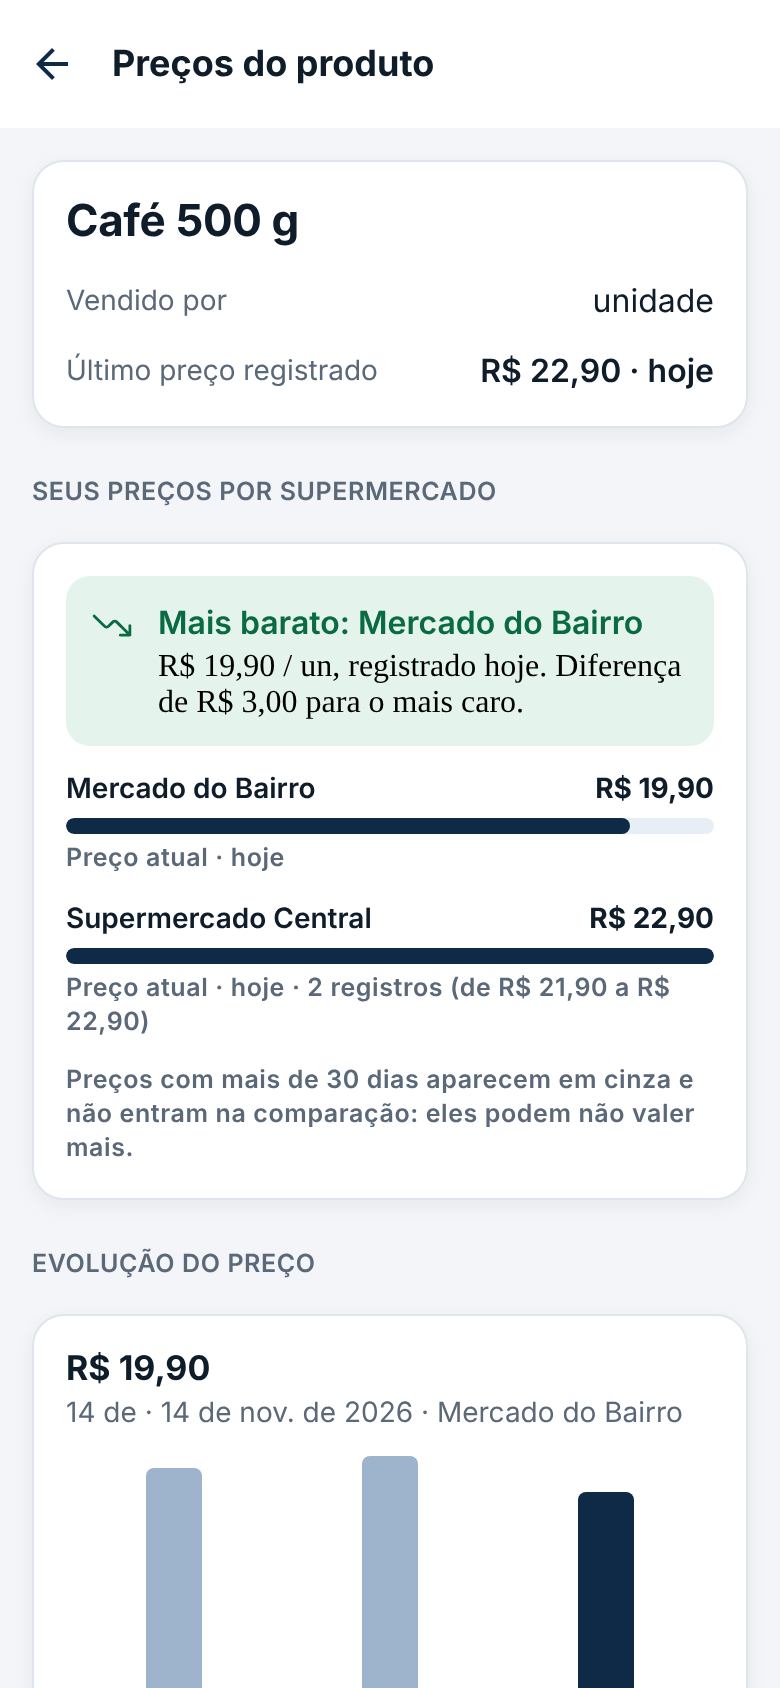 Preços do produto
Café 500 g
Vendido por unidade
Último preço registrado R$ 22,90 · hoje
SEUS PREÇOS POR SUPERMERCADO
Mais barato: Mercado do Bairro
R$ 19,90 / un, registrado hoje. Diferença
de R$ 3,00 para o mais caro.
Mercado do Bairro R$ 19,90
Preço atual · hoje
Supermercado Central R$ 22,90
Preço atual · hoje · 2 registros (de R$ 21,90 a R$
22,90)
Preços com mais de 30 dias aparecem em cinza e
não entram na comparação: eles podem não valer
mais.
EVOLUÇÃO DO PREÇO
R$ 19,90
14 de · 14 de nov. de 2026 · Mercado do Bairro